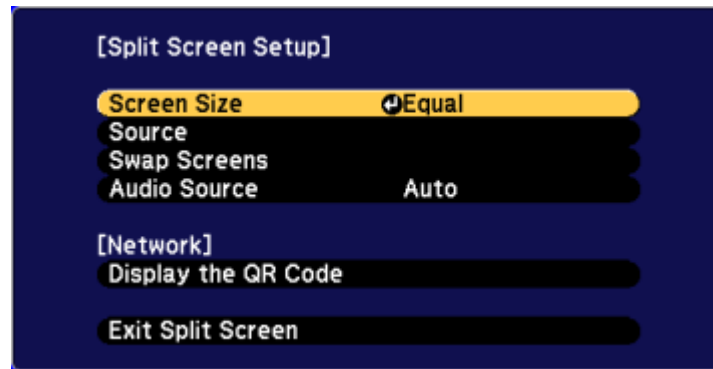 [Split Screen Setup]
Screen Size Equal
Source
Swap Screens
Audio Source Auto
[Network]
Display the QR Code
Exit Split Screen